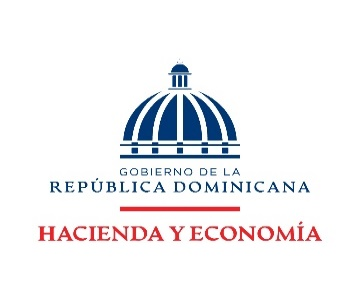 GOBIERNO DE LA
REPÚBLICA DOMINICANA
HACIENDA Y ECONOMÍA